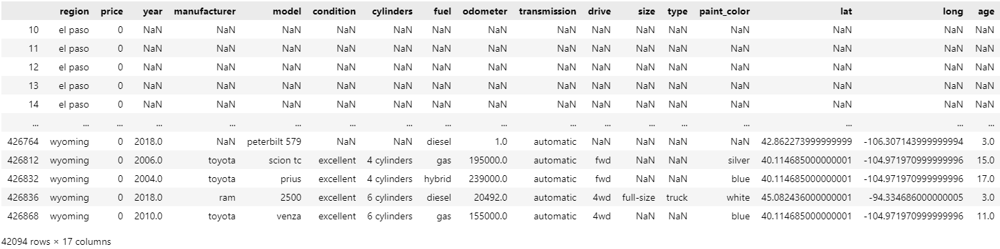 region price year manufacturer model condition cylinders fuel odometer transmission drive size type paint_color lat long age
10 el paso 0 NaN NaN NaN NaN NaN NaN NaN NaN NaN NaN NaN NaN NaN NaN NaN
11 el paso 0 NaN NaN NaN NaN NaN NaN NaN NaN NaN NaN NaN NaN NaN NaN NaN
12 el paso 0 NaN NaN NaN NaN NaN NaN NaN NaN NaN NaN NaN NaN NaN NaN NaN
13 el paso 0 NaN NaN NaN NaN NaN NaN NaN NaN NaN NaN NaN NaN NaN NaN NaN
14 el paso 0 NaN NaN NaN NaN NaN NaN NaN NaN NaN NaN NaN NaN NaN NaN NaN
... ... ... ... ... ... ... ... ... ... ... ... ... ... ... ... ... ...
426764 wyoming 0 2018.0 NaN peterbilt 579 NaN NaN diesel 1.0 automatic NaN NaN NaN NaN 42.862273999999999 -106.307143999999994 3.0
426812 wyoming 0 2006.0 toyota scion tc excellent 4 cylinders gas 195000.0 automatic fwd NaN NaN silver 40.114685000000001 -104.971970999999996 15.0
426832 wyoming 0 2004.0 toyota prius excellent 4 cylinders hybrid 239000.0 automatic fwd NaN NaN blue 40.114685000000001 -104.971970999999996 17.0
426836 wyoming 0 2018.0 ram 2500 excellent 6 cylinders diesel 20492.0 automatic 4wd full-size truck white 45.082436000000001 -94.334686000000005 3.0
426868 wyoming 0 2010.0 toyota venza excellent 6 cylinders gas 155000.0 automatic 4wd NaN NaN blue 40.114685000000001 -104.971970999999996 11.0
42094 rows × 17 columns